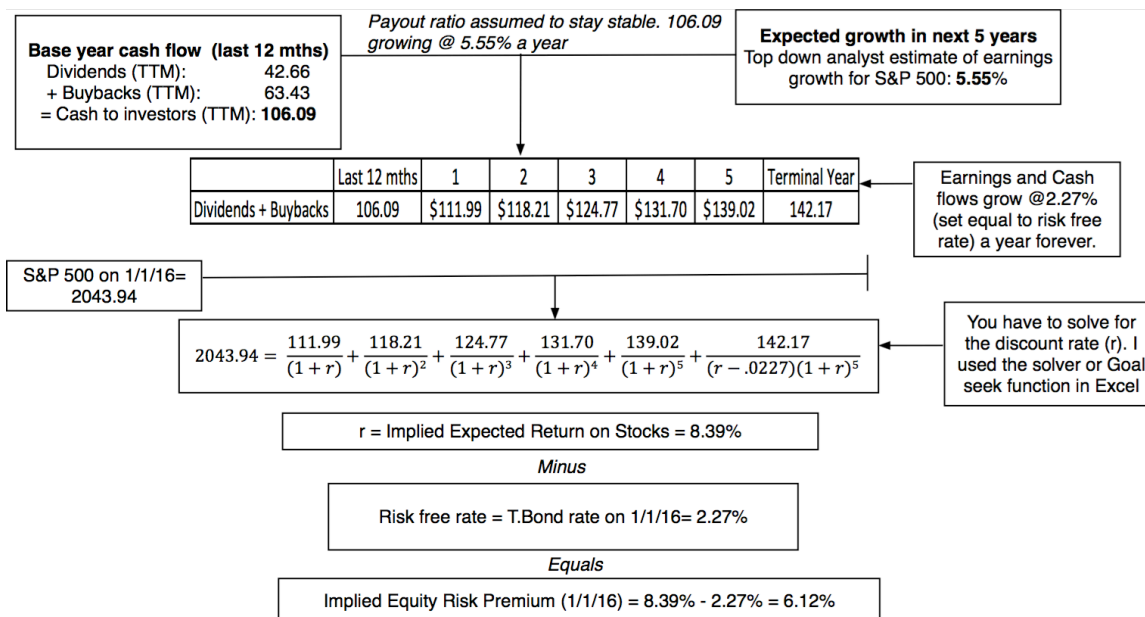 Base year cash flow (last 12 mths)
Dividends (TTM): 42.66
+ Buybacks (TTM): 63.43
= Cash to investors (TTM): 106.09
Payout ratio assumed to stay stable. 106.09
growing @ 5.55% a year
Expected growth in next 5 years
Top down analyst estimate of earnings
growth for S&P 500: 5.55%
Last 12 mths 1 2 3 4 5 Terminal Year
Dividends + Buybacks 106.09 $111.99 $118.21 $124.77 $131.70 $139.02 142.17
Earnings and Cash
flows grow @2.27%
(set equal to risk free
rate) a year forever.
S&P 500 on 1/1/16=
2043.94
2043.94 = 111.99/(1 + r) + 118.21/(1 + r)² + 124.77/(1 + r)³ + 131.70/(1 + r)⁴ + 139.02/(1 + r)⁵ + 142.17/(r − .0227)(1 + r)⁵
You have to solve for
the discount rate (r). I
used the solver or Goal
seek function in Excel
r = Implied Expected Return on Stocks = 8.39%
Minus
Risk free rate = T.Bond rate on 1/1/16= 2.27%
Equals
Implied Equity Risk Premium (1/1/16) = 8.39% - 2.27% = 6.12%